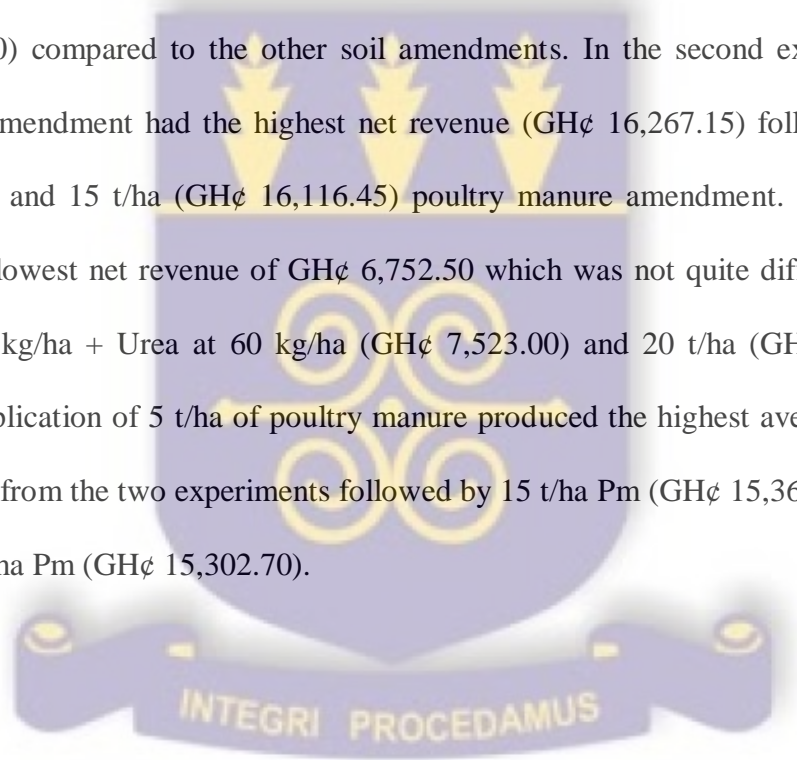 0) compared to the other soil amendments. In the second ex
mendment had the highest net revenue (GH¢ 16,267.15) foll
and 15 t/ha (GH¢ 16,116.45) poultry manure amendment.
lowest net revenue of GH¢ 6,752.50 which was not quite dif
kg/ha + Urea at 60 kg/ha (GH¢ 7,523.00) and 20 t/ha (GH
plication of 5 t/ha of poultry manure produced the highest ave
from the two experiments followed by 15 t/ha Pm (GH¢ 15,36
ha Pm (GH¢ 15,302.70).
INTEGRI PROCEDAMUS